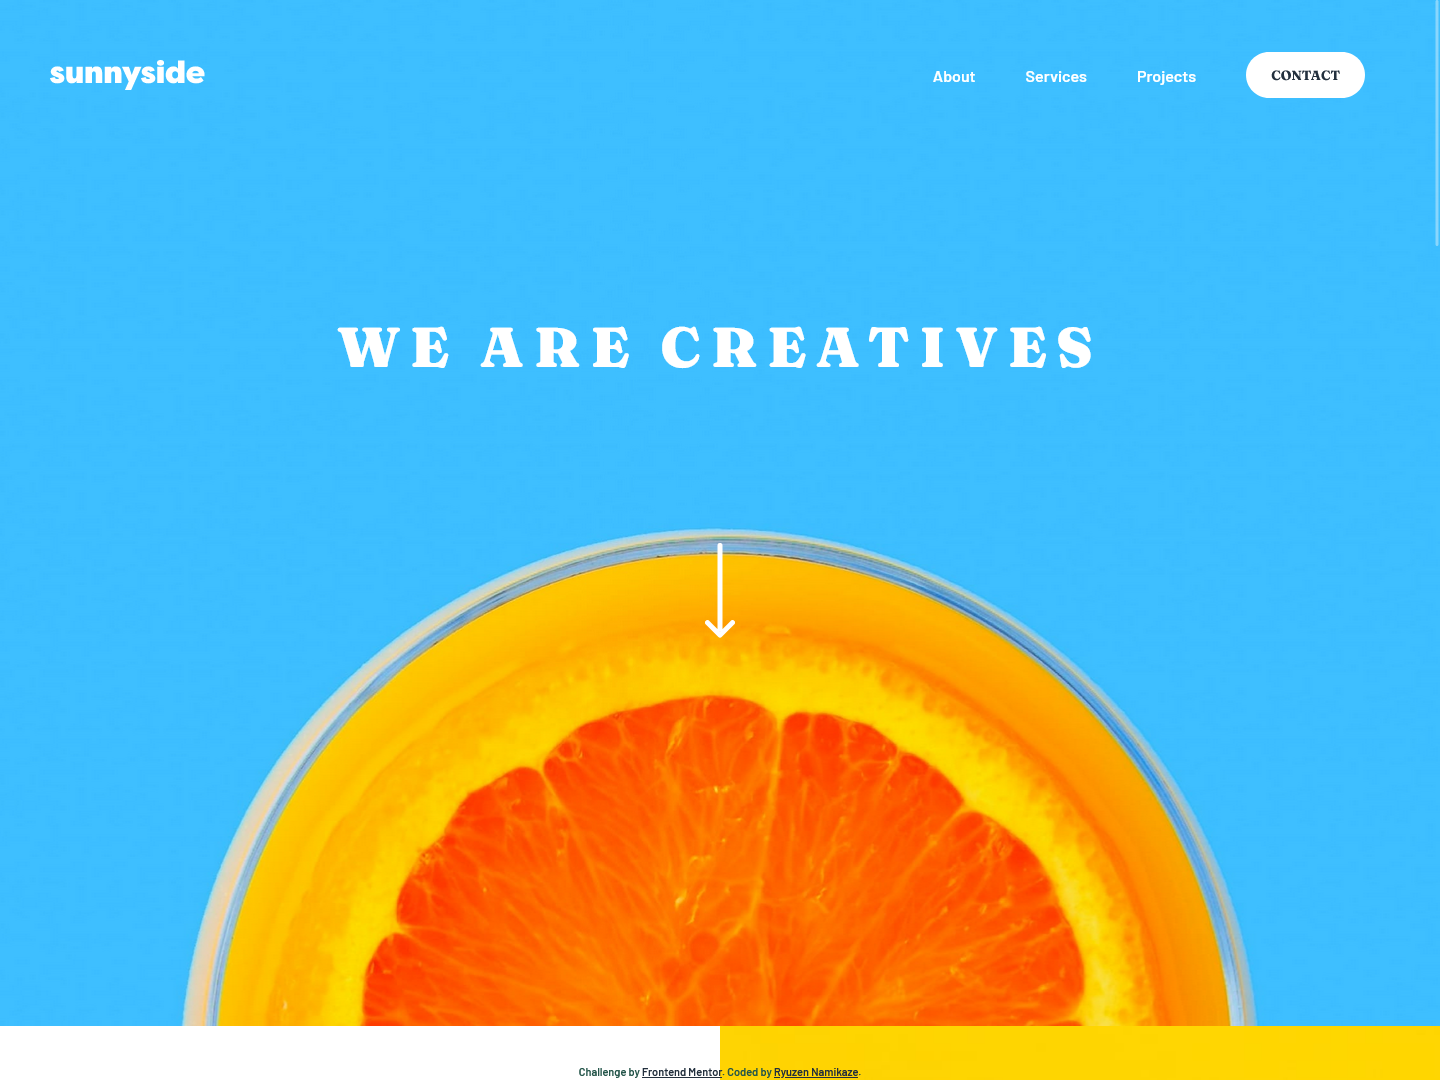 sunnyside
About Services Projects CONTACT
WE ARE CREATIVES
Challenge by Frontend Mentor. Coded by Ryuzen Namikaze.